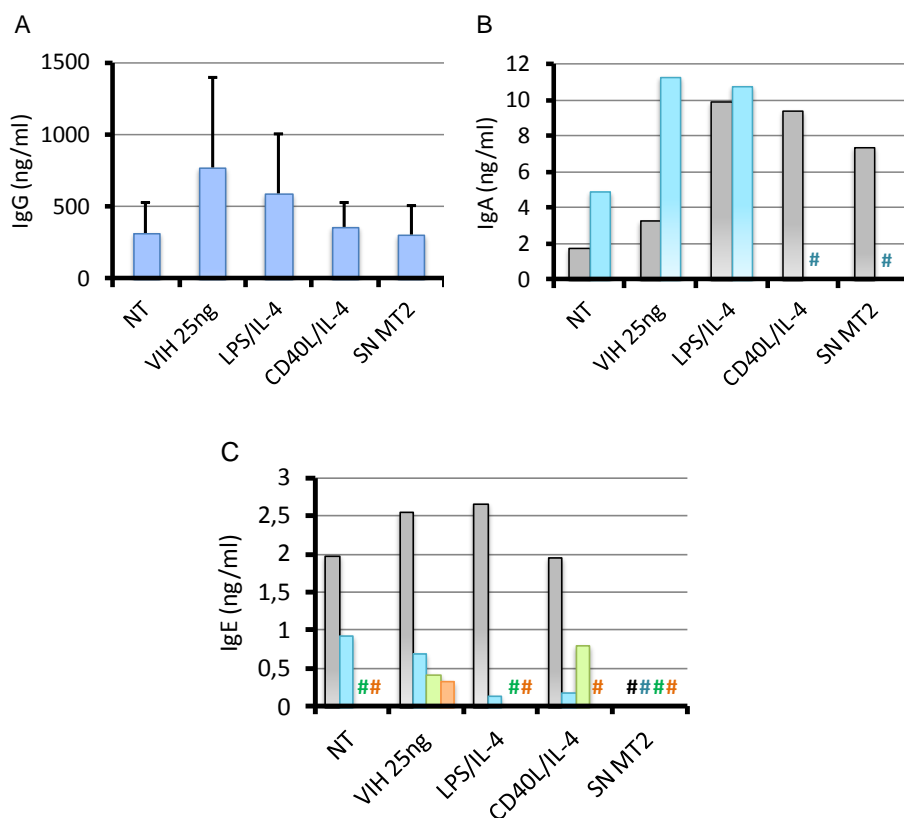 A
IgG (ng/ml)
1500
1000
500
0
NT
VIH 25ng
LPS/IL-4
CD40L/IL-4
SN MT2
B
IgA (ng/ml)
12
10
8
6
4
2
0
#
#
NT
VIH 25ng
LPS/IL-4
CD40L/IL-4
SN MT2
C
IgE (ng/ml)
3
2,5
2
1,5
1
0,5
0
##
##
#
####
NT
VIH 25ng
LPS/IL-4
CD40L/IL-4
SN MT2